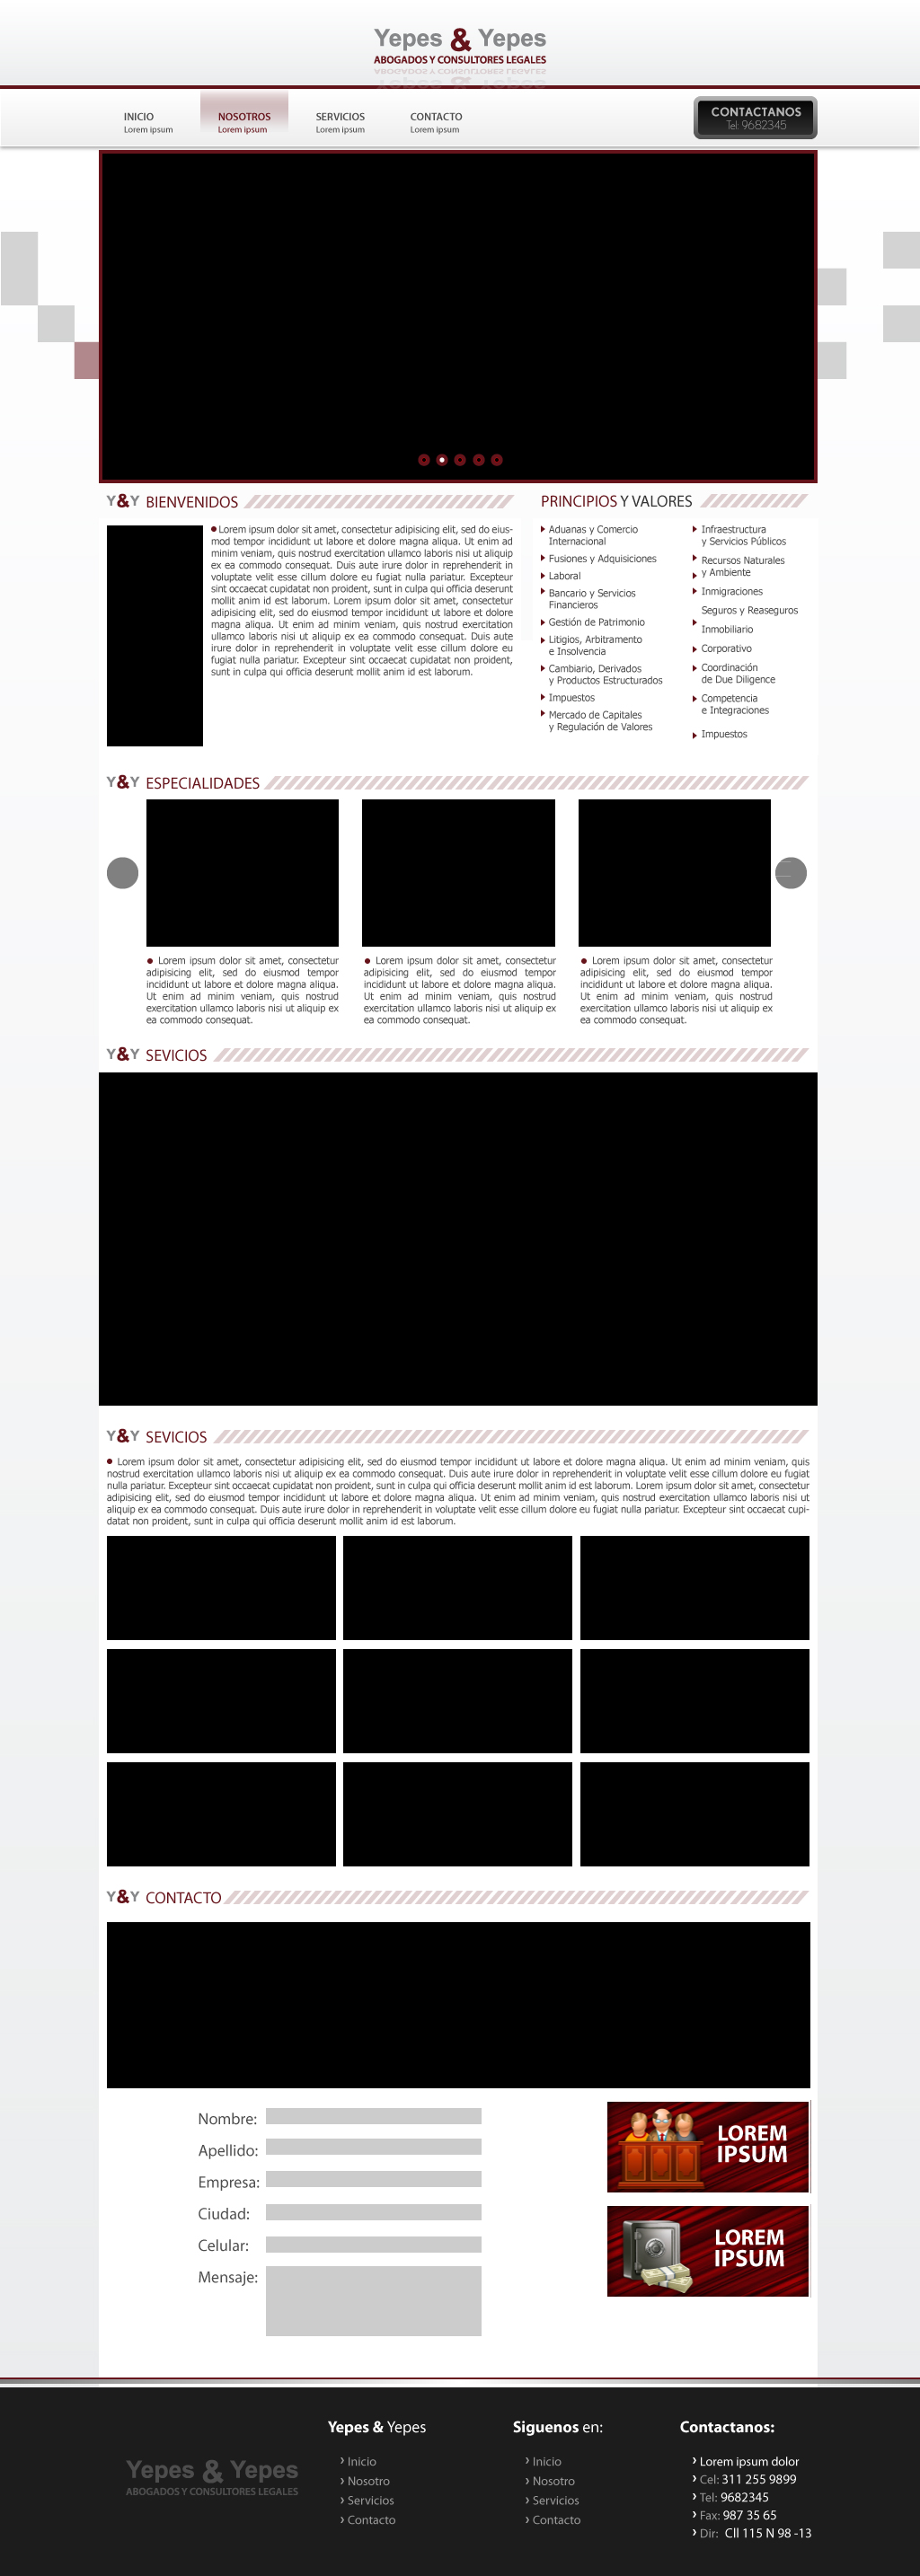 Yepes & Yepes
ABOGADOS Y CONSULTORES LEGALES
INICIO
Lorem ipsum
NOSOTROS
Lorem ipsum
SERVICIOS
Lorem ipsum
CONTACTO
Lorem ipsum
CONTACTANOS
Tel: 9682345
Y&Y BIENVENIDOS
Lorem ipsum dolor sit amet, consectetur adipisicing elit, sed do eius-
mod tempor incididunt ut labore et dolore magna aliqua. Ut enim ad
minim veniam, quis nostrud exercitation ullamco laboris nisi ut aliquip
ex ea commodo consequat. Duis aute irure dolor in reprehenderit in
voluptate velit esse cillum dolore eu fugiat nulla pariatur. Excepteur
sint occaecat cupidatat non proident, sunt in culpa qui officia deserunt
mollit anim id est laborum. Lorem ipsum dolor sit amet, consectetur
adipisicing elit, sed do eiusmod tempor incididunt ut labore et dolore
magna aliqua. Ut enim ad minim veniam, quis nostrud exercitation
ullamco laboris nisi ut aliquip ex ea commodo consequat. Duis aute
irure dolor in reprehenderit in voluptate velit esse cillum dolore eu
fugiat nulla pariatur. Excepteur sint occaecat cupidatat non proident,
sunt in culpa qui officia deserunt mollit anim id est laborum.
PRINCIPIOS Y VALORES
Aduanas y Comercio
Internacional
Fusiones y Adquisiciones
Laboral
Bancario y Servicios
Financieros
Gestión de Patrimonio
Litigios, Arbitramento
e Insolvencia
Cambiario, Derivados
y Productos Estructurados
Impuestos
Mercado de Capitales
y Regulación de Valores
Infraestructura
y Servicios Públicos
Recursos Naturales
y Ambiente
Inmigraciones
Seguros y Reaseguros
Inmobiliario
Corporativo
Coordinación
de Due Diligence
Competencia
e Integraciones
Impuestos
Y&Y ESPECIALIDADES
Lorem ipsum dolor sit amet, consectetur
adipisicing elit, sed do eiusmod tempor
incididunt ut labore et dolore magna aliqua.
Ut enim ad minim veniam, quis nostrud
exercitation ullamco laboris nisi ut aliquip ex
ea commodo consequat.
Lorem ipsum dolor sit amet, consectetur
adipisicing elit, sed do eiusmod tempor
incididunt ut labore et dolore magna aliqua.
Ut enim ad minim veniam, quis nostrud
exercitation ullamco laboris nisi ut aliquip ex
ea commodo consequat.
Lorem ipsum dolor sit amet, consectetur
adipisicing elit, sed do eiusmod tempor
incididunt ut labore et dolore magna aliqua.
Ut enim ad minim veniam, quis nostrud
exercitation ullamco laboris nisi ut aliquip ex
ea commodo consequat.
Y&Y SEVICIOS
Y&Y SEVICIOS
Lorem ipsum dolor sit amet, consectetur adipisicing elit, sed do eiusmod tempor incididunt ut labore et dolore magna aliqua. Ut enim ad minim veniam, quis
nostrud exercitation ullamco laboris nisi ut aliquip ex ea commodo consequat. Duis aute irure dolor in reprehenderit in voluptate velit esse cillum dolore eu fugiat
nulla pariatur. Excepteur sint occaecat cupidatat non proident, sunt in culpa qui officia deserunt mollit anim id est laborum. Lorem ipsum dolor sit amet, consectetur
adipisicing elit, sed do eiusmod tempor incididunt ut labore et dolore magna aliqua. Ut enim ad minim veniam, quis nostrud exercitation ullamco laboris nisi ut
aliquip ex ea commodo consequat. Duis aute irure dolor in reprehenderit in voluptate velit esse cillum dolore eu fugiat nulla pariatur. Excepteur sint occaecat cupi-
datat non proident, sunt in culpa qui officia deserunt mollit anim id est laborum.
Y&Y CONTACTO
Nombre:
Apellido:
Empresa:
Ciudad:
Celular:
Mensaje:
LOREM
IPSUM
LOREM
IPSUM
Yepes & Yepes
ABOGADOS Y CONSULTORES LEGALES
Yepes & Yepes
› Inicio
› Nosotro
› Servicios
› Contacto
Siguenos en:
› Inicio
› Nosotro
› Servicios
› Contacto
Contactanos:
› Lorem ipsum dolor
› Cel: 311 255 9899
› Tel: 9682345
› Fax: 987 35 65
› Dir: Cll 115 N 98 -13